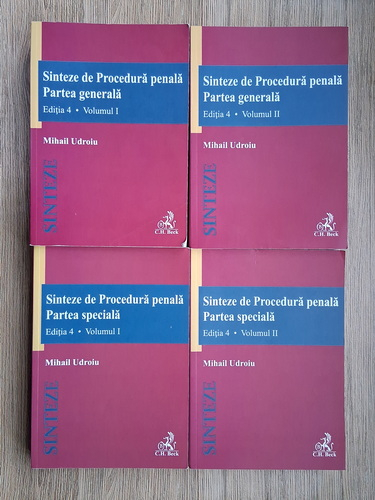 Sinteze de Procedură penală
Partea generală
Ediția 4 • Volumul I
Mihail Udroiu
SINTEZE
C.H. Beck
Sinteze de Procedură penală
Partea generală
Ediția 4 • Volumul II
Mihail Udroiu
SINTEZE
C.H. Beck
Sinteze de Procedură penală
Partea specială
Ediția 4 • Volumul I
Mihail Udroiu
SINTEZE
C.H. Beck
Sinteze de Procedură penală
Partea specială
Ediția 4 • Volumul II
Mihail Udroiu
SINTEZE
C.H. Beck